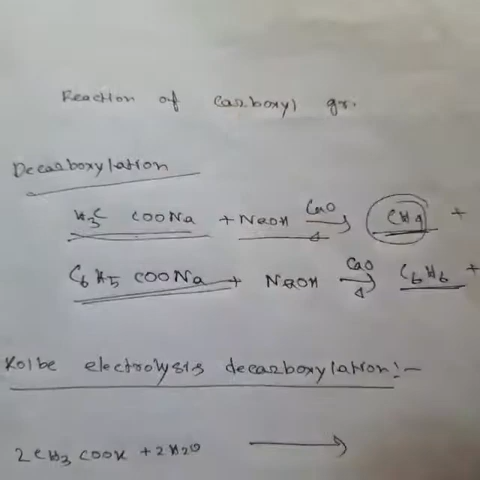 Reaction of carboxyl gr.
Decarboxylation
H3C COONa + NaOH CaO Δ → CH4 +
C6H5 COONa + NaOH CaO Δ → C6H6 +
Kolbe electrolysis decarboxylation:-
2CH3 COOK + 2H2O →